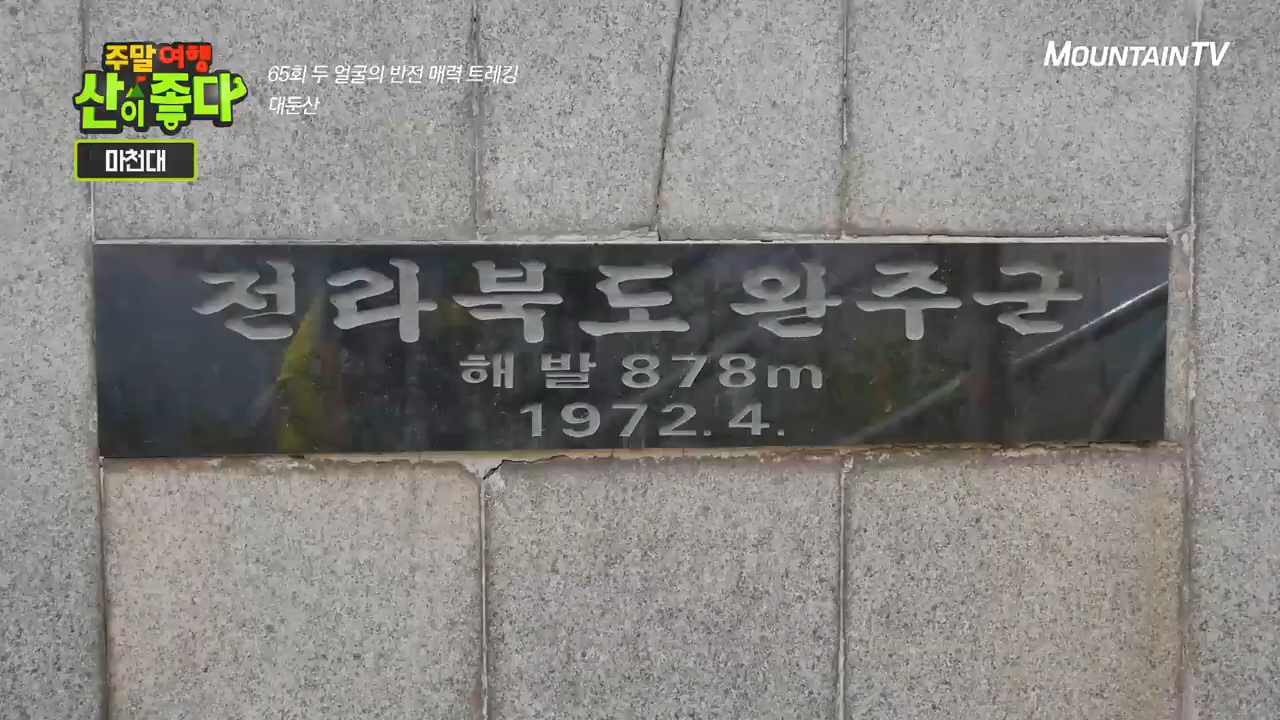 주말여행
산이좋다
65회 두 얼굴의 반전 매력 트레킹
대둔산
마천대
MOUNTAINTV
전라북도 완주군
해발 878m
1972. 4.